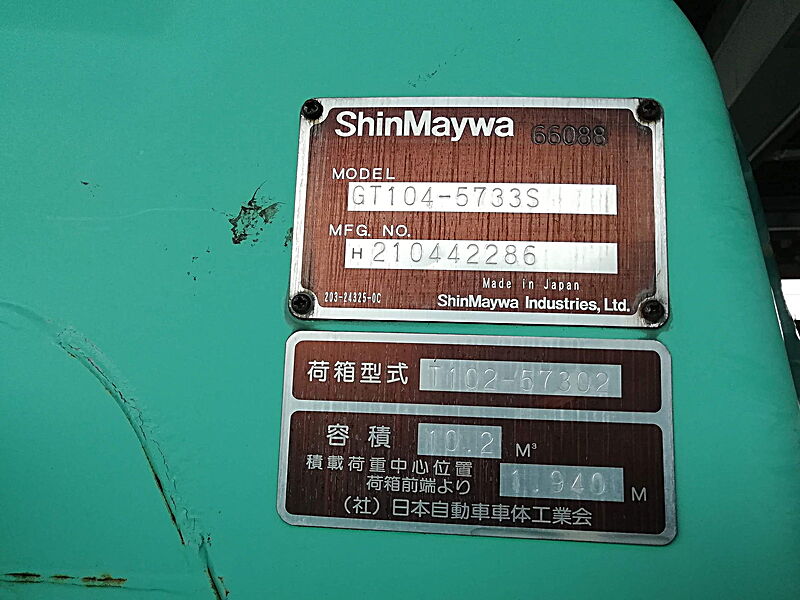 ShinMaywa 66088
MODEL
GT104-5733S
MFG. NO.
H 210442286
Made in Japan
203-24325-0C ShinMaywa Industries, Ltd.
荷箱型式 T102-57302
容積 10.2 M³
積載荷重中心位置
荷箱前端より 1.940 M
(社)日本自動車車体工業会